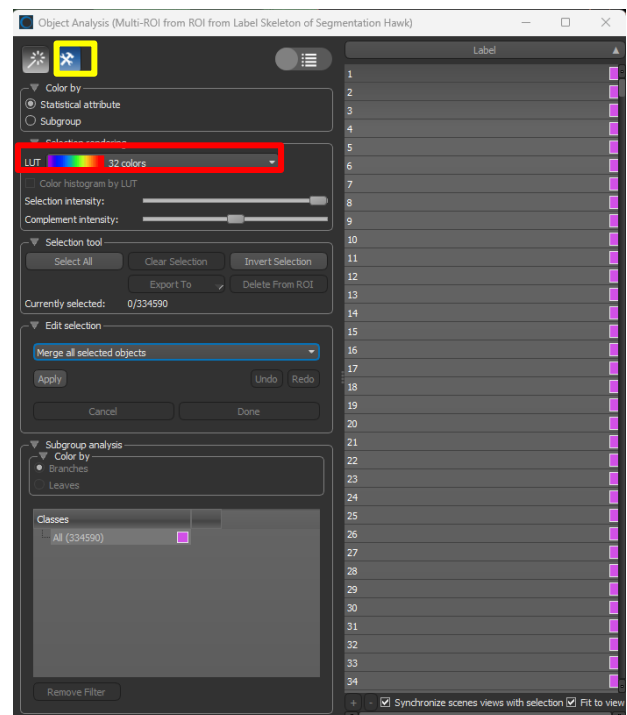 Object Analysis (Multi-ROI from ROI from Label Skeleton of Segmentation Hawk)
Color by
Statistical attribute
Subgroup
Selection rendering
LUT 32 colors
Color histogram by LUT
Selection intensity:
Complement intensity:
Selection tool
Select All Clear Selection Invert Selection
Export To Delete From ROI
Currently selected: 0/334590
Edit selection
Merge all selected objects
Apply Undo Redo
Cancel Done
Subgroup analysis
Color by
Branches
Leaves
Classes
All (334590)
Remove Filter
Label
1
2
3
4
5
6
7
8
9
10
11
12
13
14
15
16
17
18
19
20
21
22
23
24
25
26
27
28
29
30
31
32
33
34
+ - Synchronize scenes views with selection Fit to view